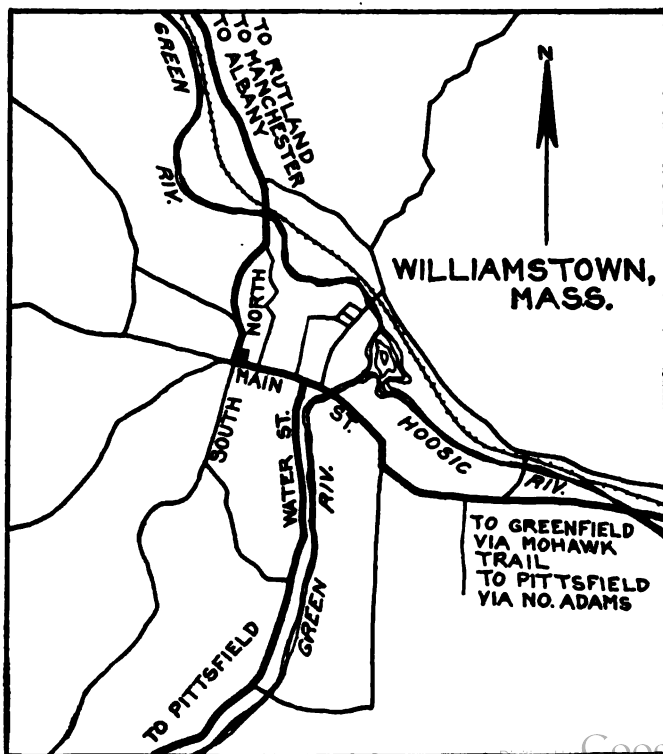 GREEN
RIV.
TO RUTLAND
TO MANCHESTER
TO ALBANY
N
WILLIAMSTOWN,
MASS.
NORTH
MAIN
ST.
SOUTH
WATER ST.
RIV.
GREEN
HOOSIC
RIV.
TO GREENFIELD
VIA MOHAWK
TRAIL
TO PITTSFIELD
VIA NO. ADAMS
TO PITTSFIELD